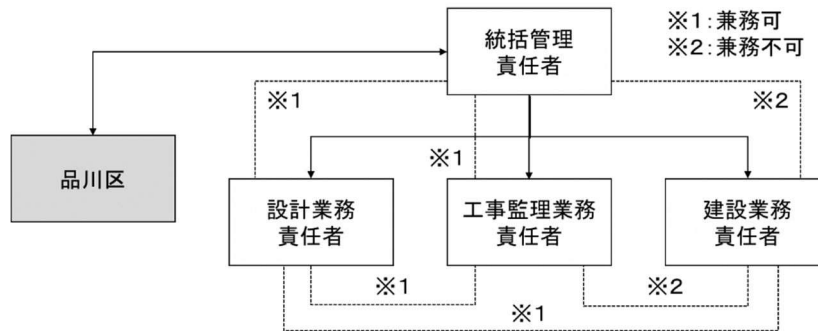 統括管理
責任者
※1:兼務可
※2:兼務不可
※1
※2
※1
品川区
設計業務
責任者
工事監理業務
責任者
建設業務
責任者
※1
※2
※1